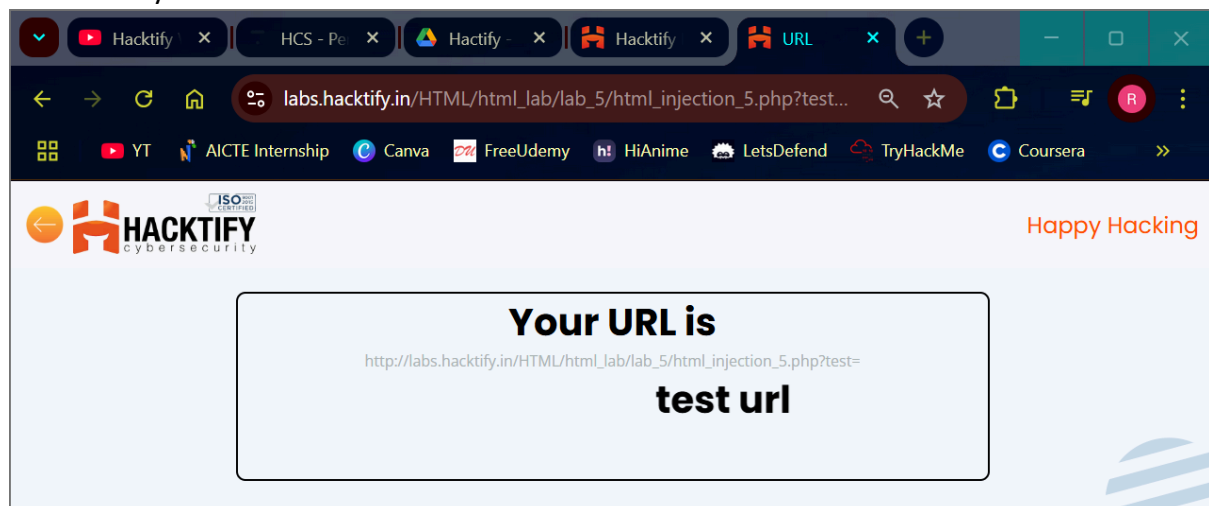 Hacktify
HCS - Pe
Hactify -
Hacktify
URL
labs.hacktify.in/HTML/html_lab/lab_5/html_injection_5.php?test...
R
YT
AICTE Internship
Canva
FreeUdemy
h! HiAnime
LetsDefend
TryHackMe
Coursera
»
ISO
CERTIFIED
HACKTIFY
cybersecurity
Happy Hacking
Your URL is
http://labs.hacktify.in/HTML/html_lab/lab_5/html_injection_5.php?test=
test url